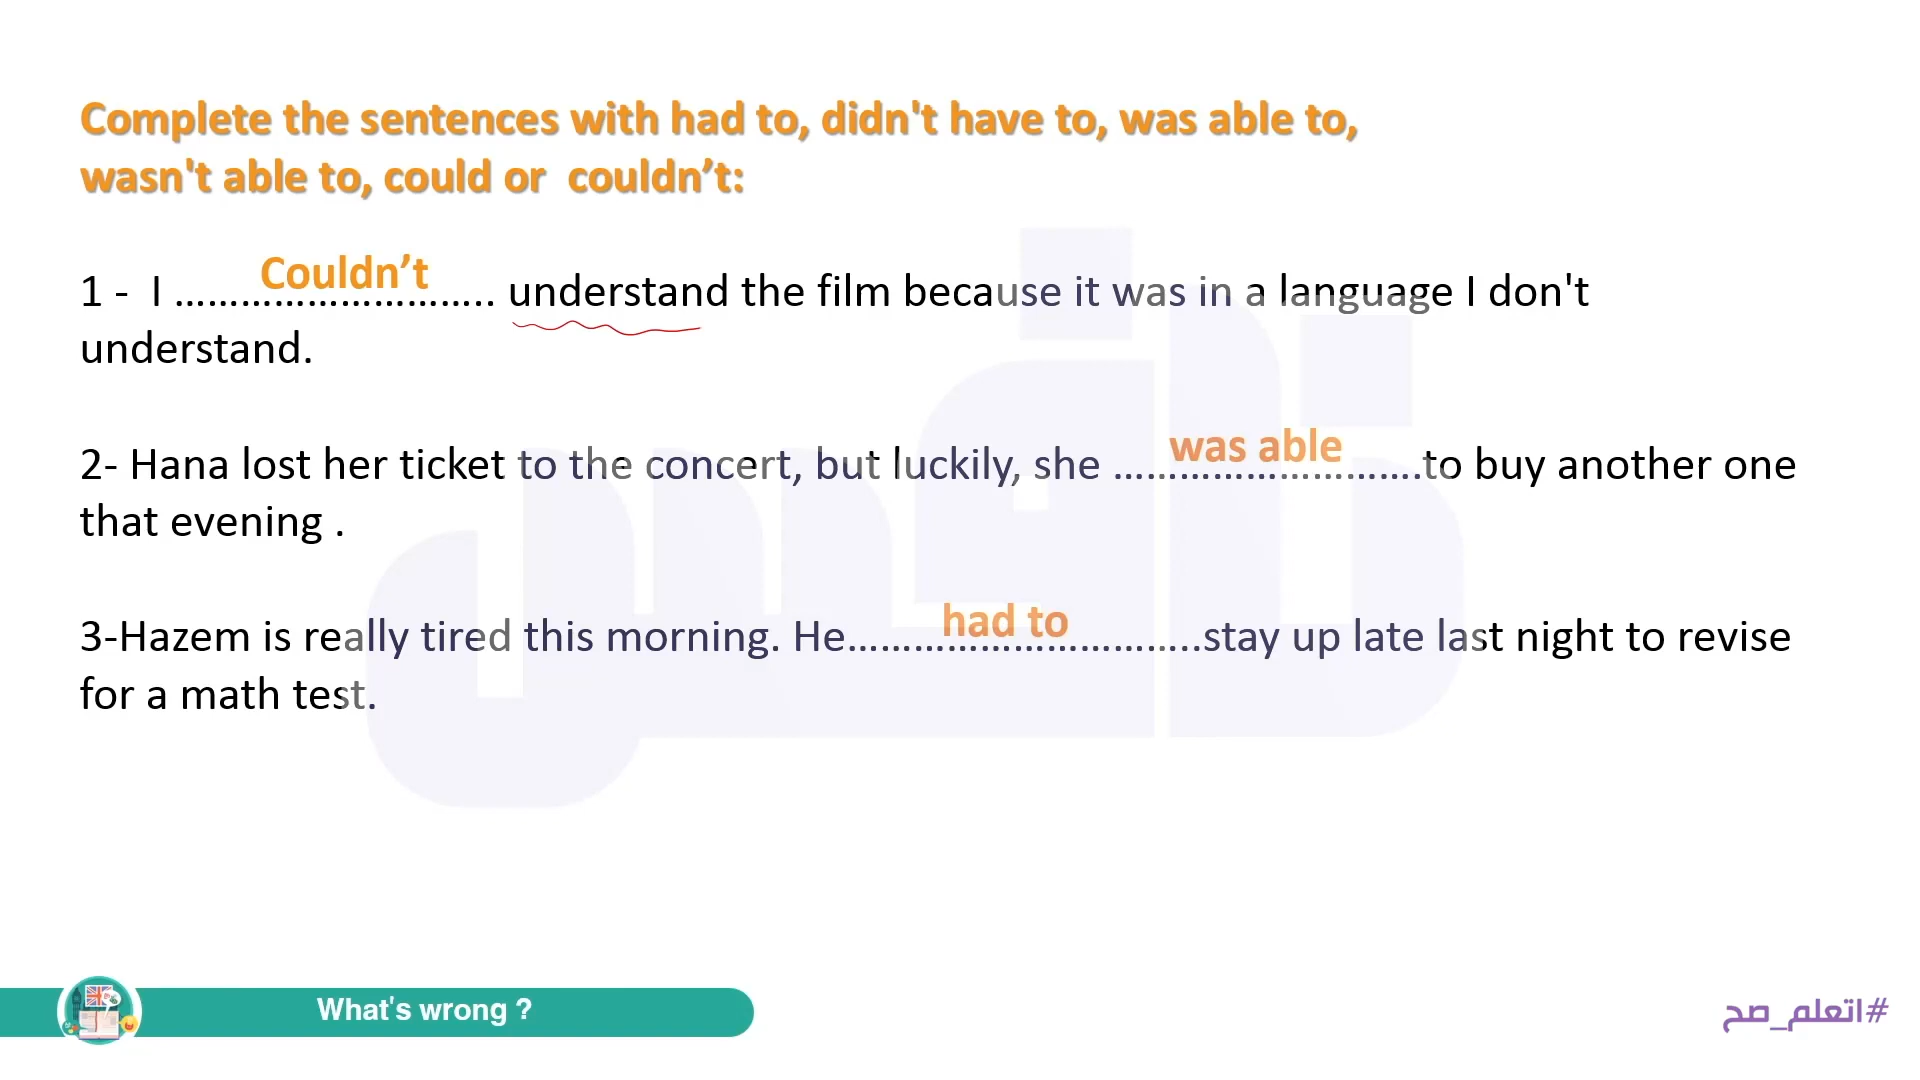 Complete the sentences with had to, didn't have to, was able to,
wasn't able to, could or couldn’t:
1 - I ………Couldn’t……….. understand the film because it was in a language I don't
understand.
2- Hana lost her ticket to the concert, but luckily, she ………was able……….to buy another one
that evening .
3-Hazem is really tired this morning. He………had to………..stay up late last night to revise
for a math test.
What's wrong ?
#اتعلم_صح